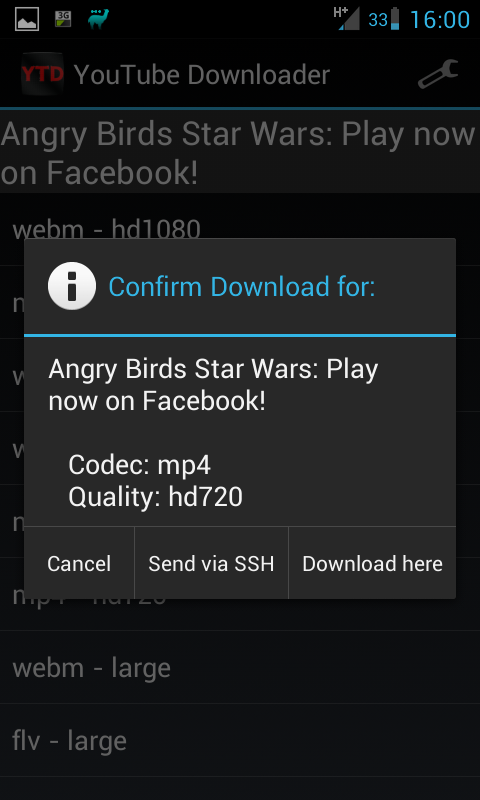 3G
H+
33
16:00
YTD
YouTube Downloader
Angry Birds Star Wars: Play now
on Facebook!
webm - hd1080
Confirm Download for:
Angry Birds Star Wars: Play
now on Facebook!
Codec: mp4
Quality: hd720
Cancel
Send via SSH
Download here
mp4 - hd720
webm - large
flv - large